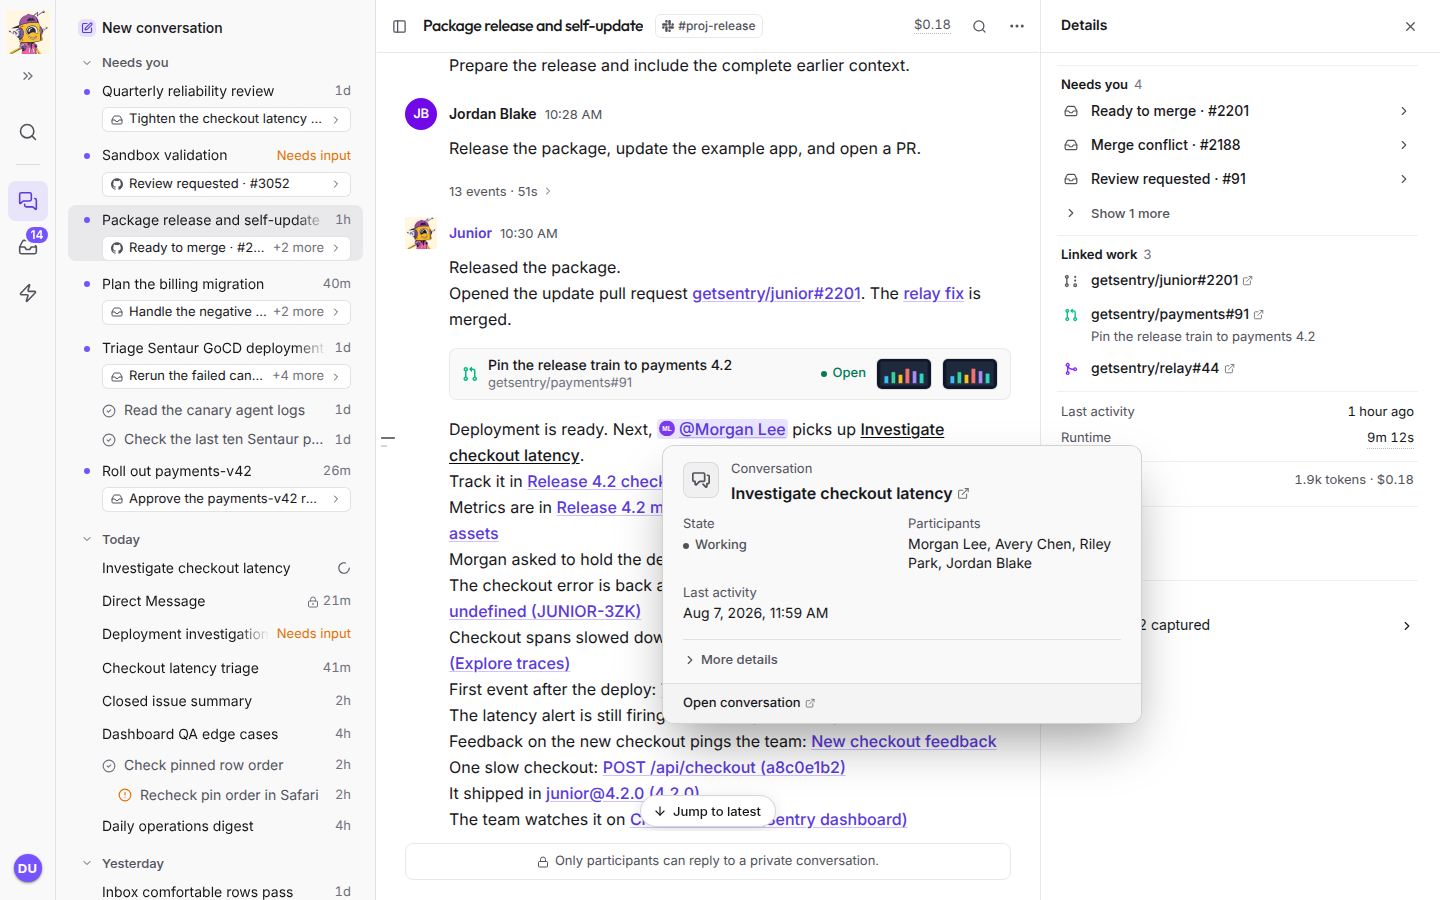 New conversation
Needs you
Quarterly reliability review 1d
Tighten the checkout latency ...
Sandbox validation Needs input
Review requested · #3052
Package release and self-update 1h
Ready to merge · #2... +2 more
Plan the billing migration 40m
Handle the negative ... +2 more
Triage Sentaur GoCD deployment 1d
Rerun the failed can... +4 more
Read the canary agent logs 1d
Check the last ten Sentaur p... 1d
Roll out payments-v42 26m
Approve the payments-v42 r...
Today
Investigate checkout latency
Direct Message 21m
Deployment investigation Needs input
Checkout latency triage 41m
Closed issue summary 2h
Dashboard QA edge cases 4h
Check pinned row order 2h
Recheck pin order in Safari 2h
Daily operations digest 4h
Yesterday
Inbox comfortable rows pass 1d
14
DU
Package release and self-update #proj-release $0.18
Prepare the release and include the complete earlier context.
JB Jordan Blake 10:28 AM
Release the package, update the example app, and open a PR.
13 events · 51s
Junior 10:30 AM
Released the package.
Opened the update pull request getsentry/junior#2201. The relay fix is
merged.
Pin the release train to payments 4.2
getsentry/payments#91
Open
Deployment is ready. Next, ML @Morgan Lee picks up Investigate
checkout latency.
Track it in Release 4.2 check
Metrics are in Release 4.2 m
assets
Morgan asked to hold the de
The checkout error is back a
undefined (JUNIOR-3ZK)
Checkout spans slowed dow
(Explore traces)
First event after the deploy:
The latency alert is still firing
Feedback on the new checkout pings the team: New checkout feedback
One slow checkout: POST /api/checkout (a8c0e1b2)
It shipped in junior@4.2.0 (4.2.0)
The team watches it on C sentry dashboard)
Jump to latest
Only participants can reply to a private conversation.
Conversation
Investigate checkout latency
State
Working
Participants
Morgan Lee, Avery Chen, Riley
Park, Jordan Blake
Last activity
Aug 7, 2026, 11:59 AM
More details
Open conversation
Details
Needs you 4
Ready to merge · #2201
Merge conflict · #2188
Review requested · #91
Show 1 more
Linked work 3
getsentry/junior#2201
getsentry/payments#91
Pin the release train to payments 4.2
getsentry/relay#44
Last activity 1 hour ago
Runtime 9m 12s
1.9k tokens · $0.18
2 captured